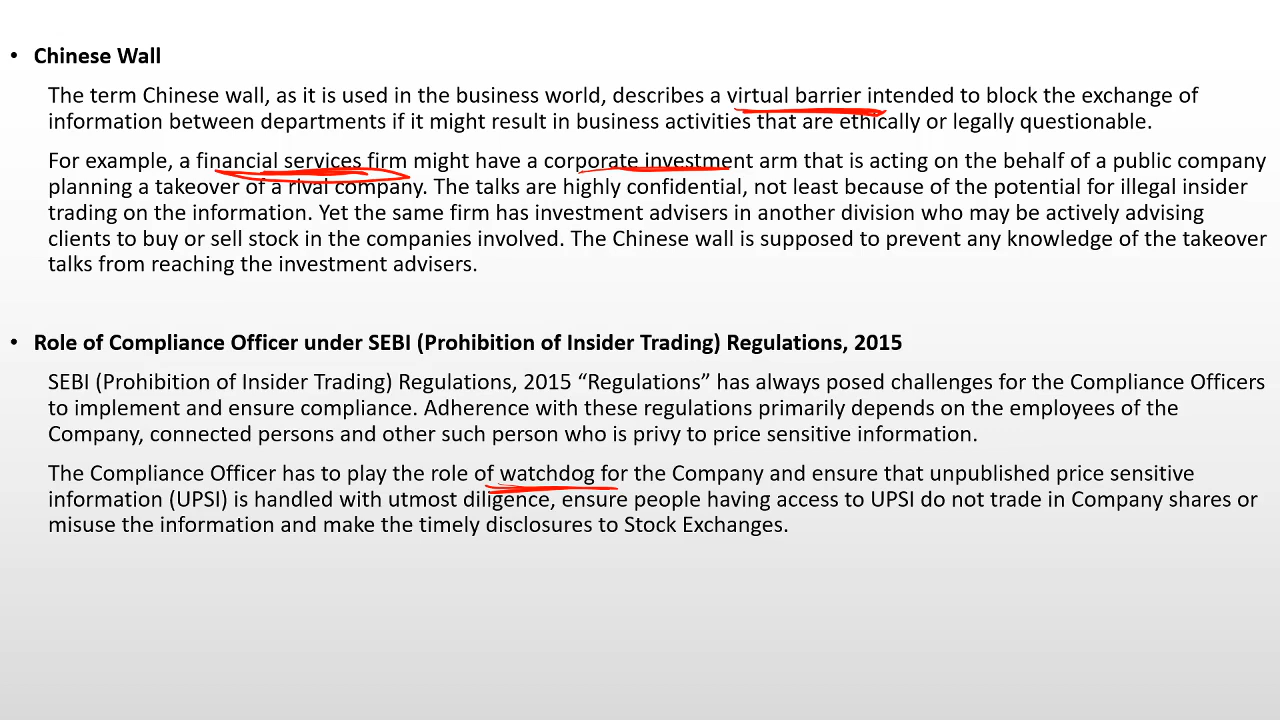 • Chinese Wall
The term Chinese wall, as it is used in the business world, describes a virtual barrier intended to block the exchange of
information between departments if it might result in business activities that are ethically or legally questionable.
For example, a financial services firm might have a corporate investment arm that is acting on the behalf of a public company
planning a takeover of a rival company. The talks are highly confidential, not least because of the potential for illegal insider
trading on the information. Yet the same firm has investment advisers in another division who may be actively advising
clients to buy or sell stock in the companies involved. The Chinese wall is supposed to prevent any knowledge of the takeover
talks from reaching the investment advisers.
• Role of Compliance Officer under SEBI (Prohibition of Insider Trading) Regulations, 2015
SEBI (Prohibition of Insider Trading) Regulations, 2015 “Regulations” has always posed challenges for the Compliance Officers
to implement and ensure compliance. Adherence with these regulations primarily depends on the employees of the
Company, connected persons and other such person who is privy to price sensitive information.
The Compliance Officer has to play the role of watchdog for the Company and ensure that unpublished price sensitive
information (UPSI) is handled with utmost diligence, ensure people having access to UPSI do not trade in Company shares or
misuse the information and make the timely disclosures to Stock Exchanges.